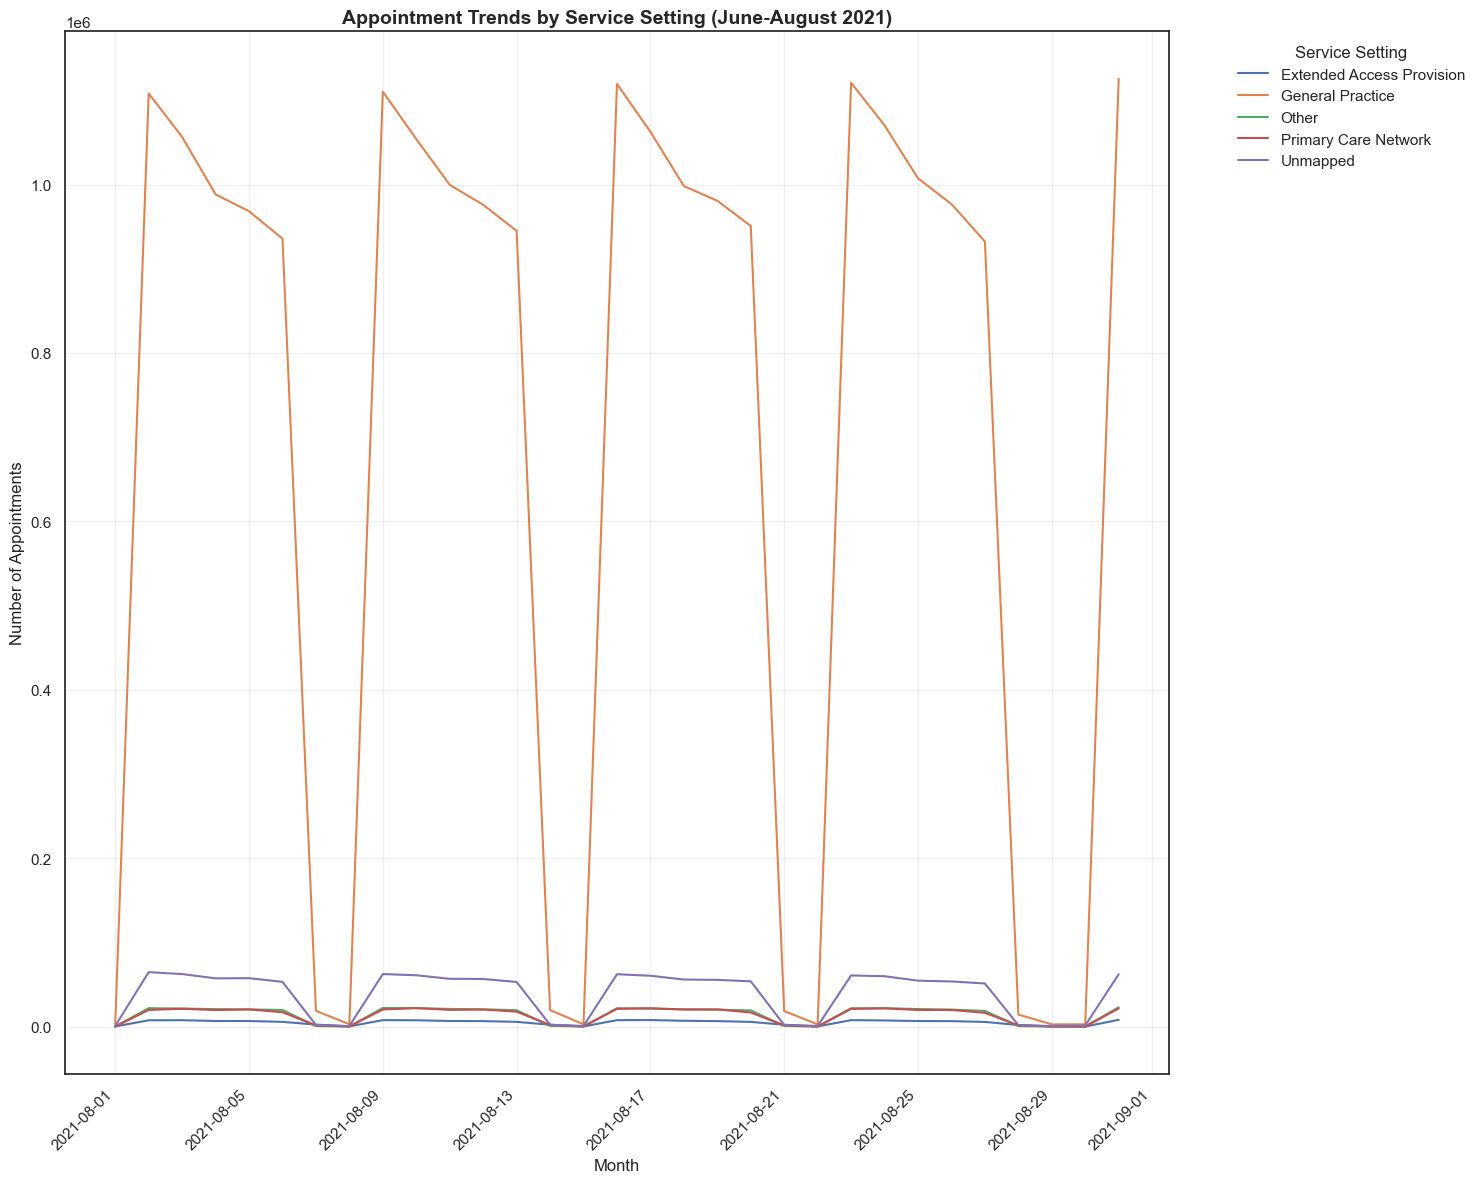 Appointment Trends by Service Setting (June-August 2021)
1e6
Number of Appointments
1.0
0.8
0.6
0.4
0.2
0.0
2021-08-01
2021-08-05
2021-08-09
2021-08-13
2021-08-17
2021-08-21
2021-08-25
2021-08-29
2021-09-01
Month
Service Setting
Extended Access Provision
General Practice
Other
Primary Care Network
Unmapped